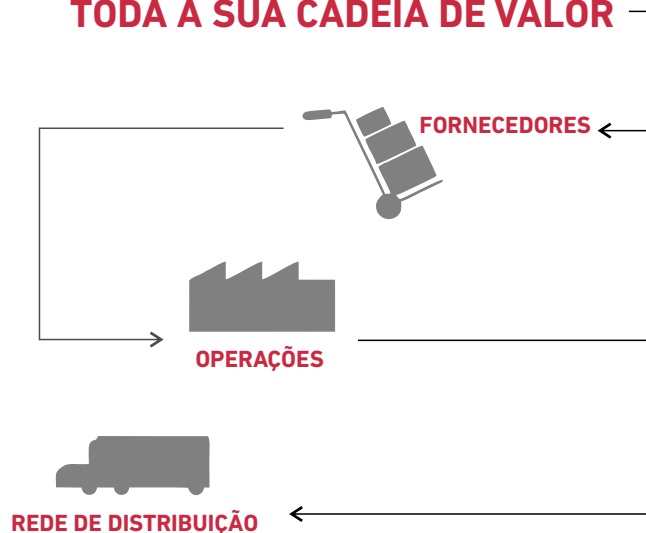 TODA A SUA CADEIA DE VALOR
FORNECEDORES
OPERAÇÕES
REDE DE DISTRIBUIÇÃO